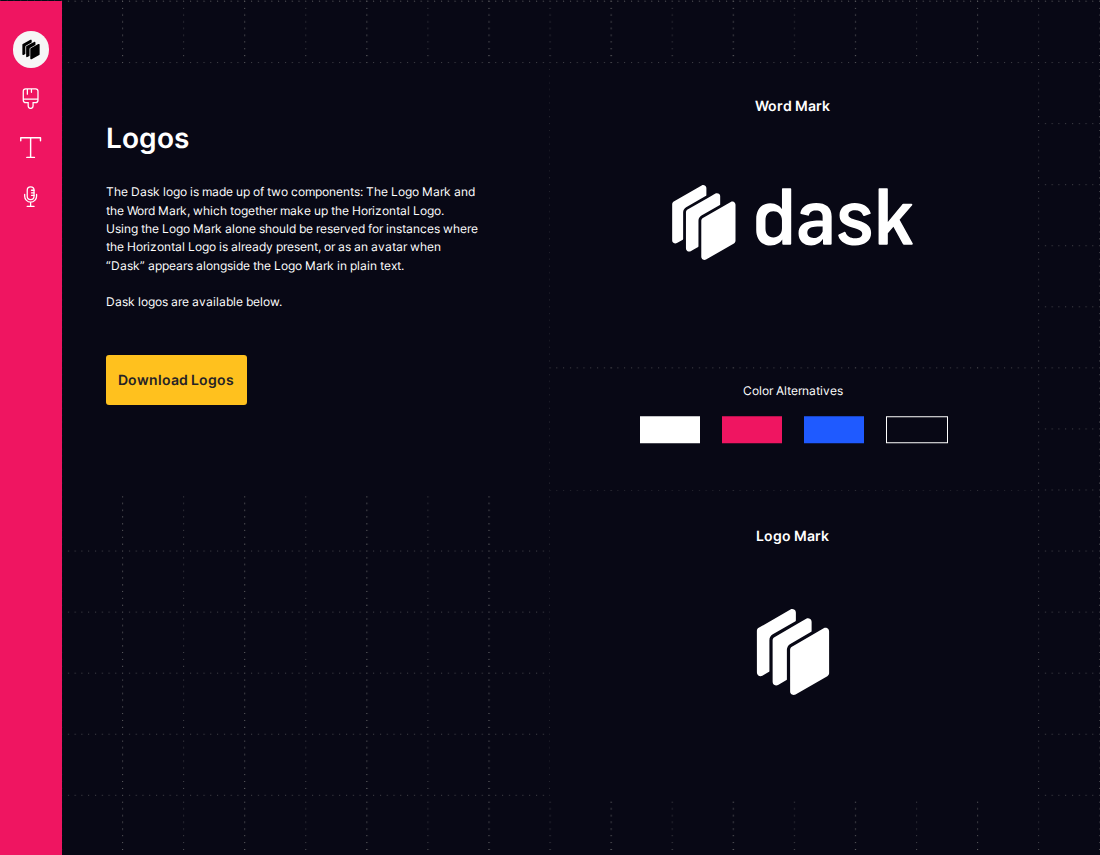 Logos
The Dask logo is made up of two components: The Logo Mark and
the Word Mark, which together make up the Horizontal Logo.
Using the Logo Mark alone should be reserved for instances where
the Horizontal Logo is already present, or as an avatar when
“Dask” appears alongside the Logo Mark in plain text.
Dask logos are available below.
Download Logos
Word Mark
dask
Color Alternatives
Logo Mark